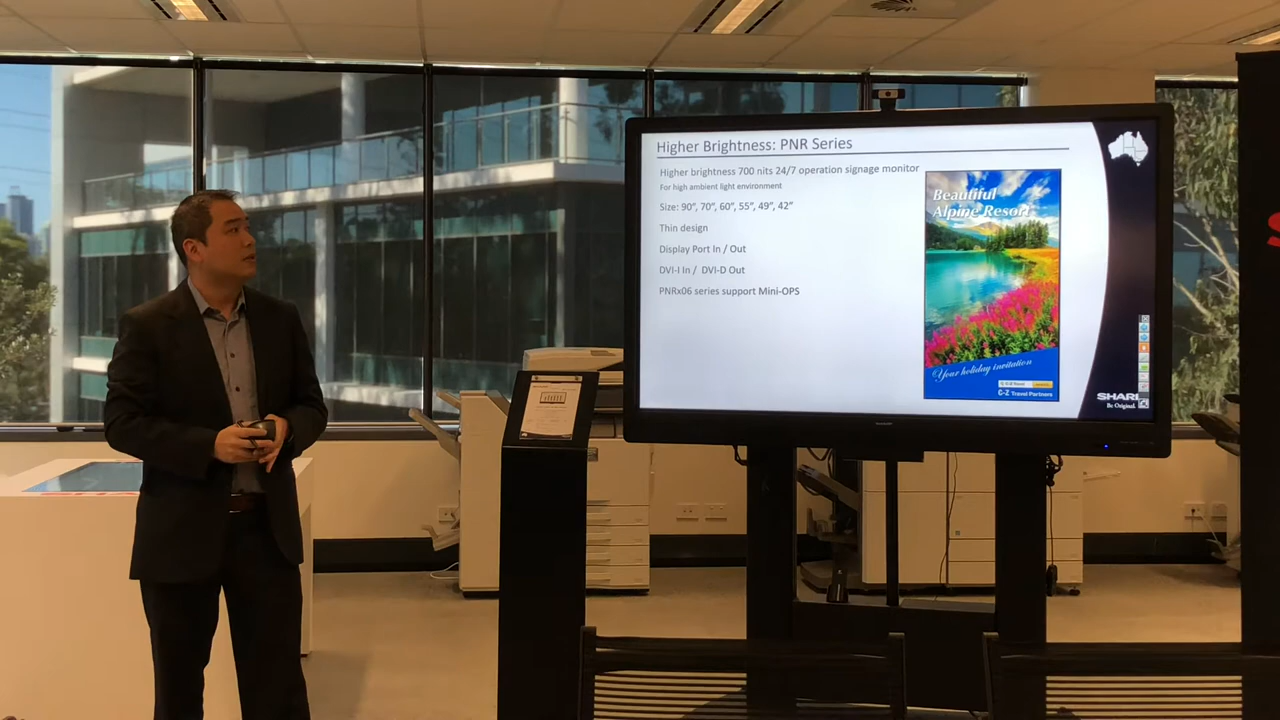 Higher Brightness: PNR Series
Higher brightness 700 nits 24/7 operation signage monitor
For high ambient light environment
Size: 90”, 70”, 60”, 55”, 49”, 42”
Thin design
Display Port In / Out
DVI-I In / DVI-D Out
PNRx06 series support Mini-OPS
Beautiful
Alpine Resort
Your holiday invitation
C-Z Travel Partners
SHAR
Be Original.